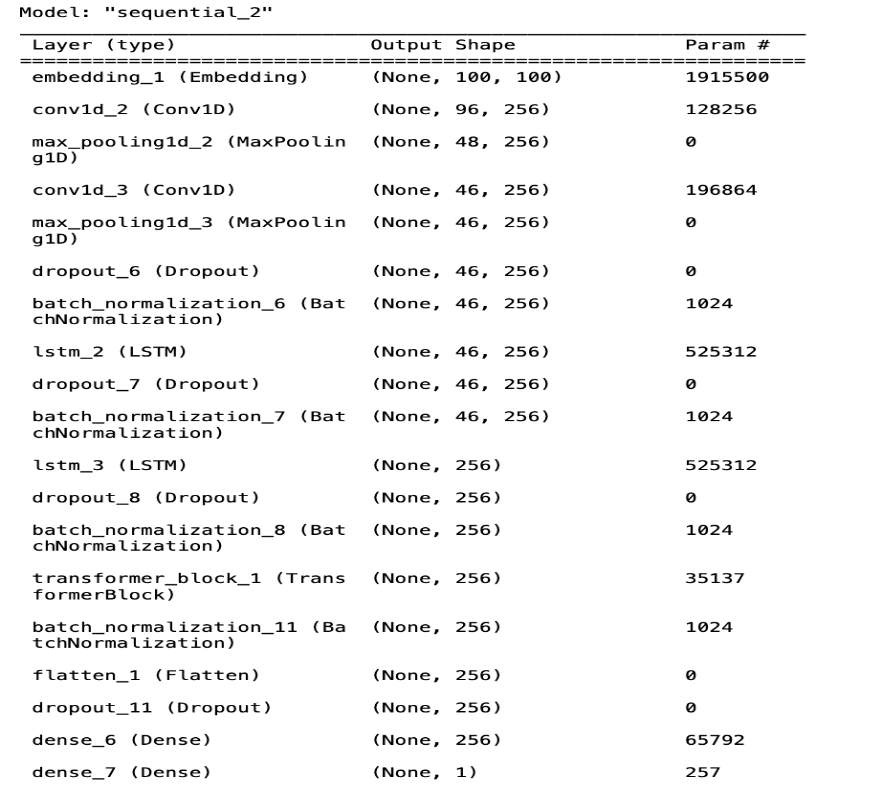 Model: "sequential_2"
Layer (type) Output Shape Param #
embedding_1 (Embedding) (None, 100, 100) 1915500
conv1d_2 (Conv1D) (None, 96, 256) 128256
max_pooling1d_2 (MaxPoolin (None, 48, 256) 0
g1D)
conv1d_3 (Conv1D) (None, 46, 256) 196864
max_pooling1d_3 (MaxPoolin (None, 46, 256) 0
g1D)
dropout_6 (Dropout) (None, 46, 256) 0
batch_normalization_6 (Bat (None, 46, 256) 1024
chNormalization)
lstm_2 (LSTM) (None, 46, 256) 525312
dropout_7 (Dropout) (None, 46, 256) 0
batch_normalization_7 (Bat (None, 46, 256) 1024
chNormalization)
lstm_3 (LSTM) (None, 256) 525312
dropout_8 (Dropout) (None, 256) 0
batch_normalization_8 (Bat (None, 256) 1024
chNormalization)
transformer_block_1 (Trans (None, 256) 35137
formerBlock)
batch_normalization_11 (Ba (None, 256) 1024
tchNormalization)
flatten_1 (Flatten) (None, 256) 0
dropout_11 (Dropout) (None, 256) 0
dense_6 (Dense) (None, 256) 65792
dense_7 (Dense) (None, 1) 257